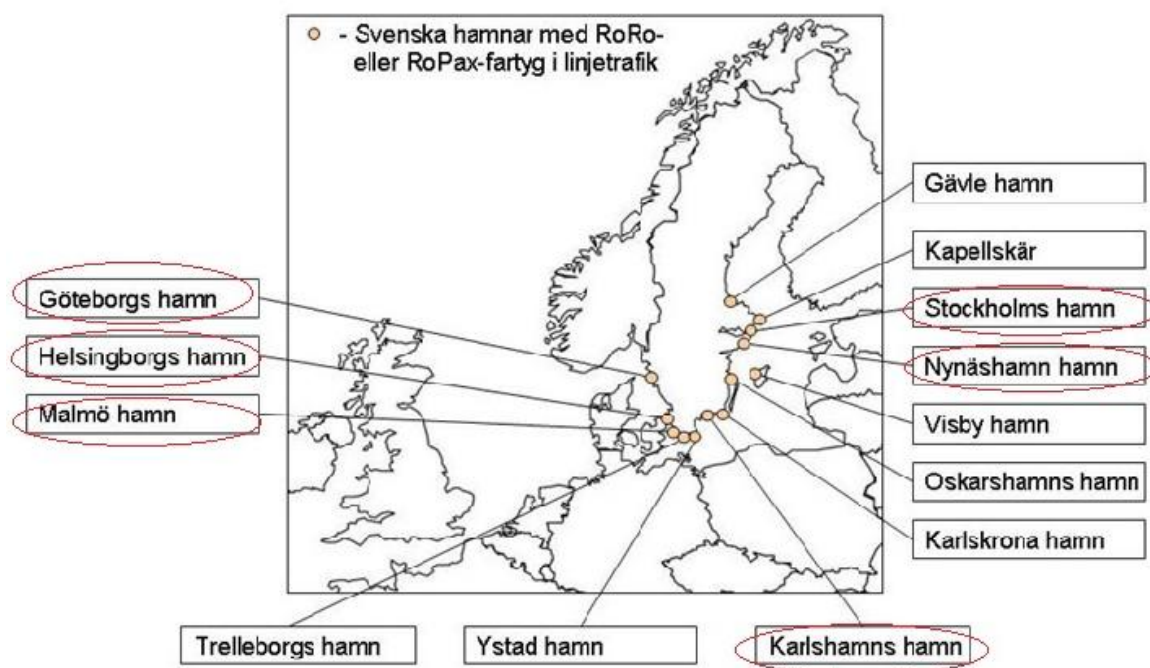 - Svenska hamnar med RoRo-
eller RoPax-fartyg i linjetrafik
Gävle hamn
Kapellskär
Göteborgs hamn
Stockholms hamn
Helsingborgs hamn
Nynäshamn hamn
Malmö hamn
Visby hamn
Oskarshamns hamn
Karlskrona hamn
Trelleborgs hamn
Ystad hamn
Karlshamns hamn